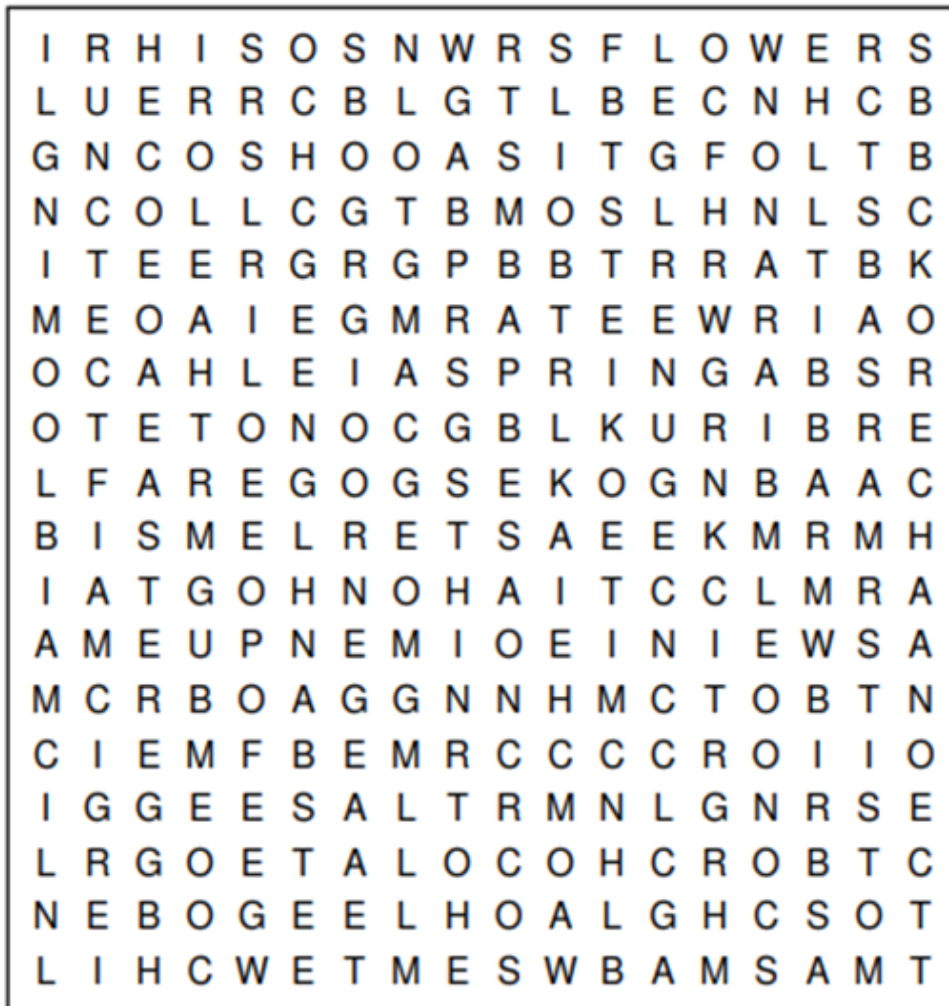 I R H I S O S N W R S F L O W E R S
L U E R R C B L G T L B E C N H C B
G N C O S H O O A S I T G F O L T B
N C O L L C G T B M O S L H N L S C
I T E E R G R G P B B T R R A T B K
M E O A I E G M R A T E E W R I A O
O C A H L E I A S P R I N G A B S R
O T E T O N O C G B L K U R I B R E
L F A R E G O G S E K O G N B A A C
B I S M E L R E T S A E E K M R M H
I A T G O H N O H A I T C C L M R A
A M E U P N E M I O E I N I E W S A
M C R B O A G G N N H M C T O B T N
C I E M F B E M R C C C C R O I I O
I G G E E S A L T R M N L G N R S E
L R G O E T A L O C O H C R O B T C
N E B O G E E L H O A L G H C S O T
L I H C W E T M E S W B A M S A M T